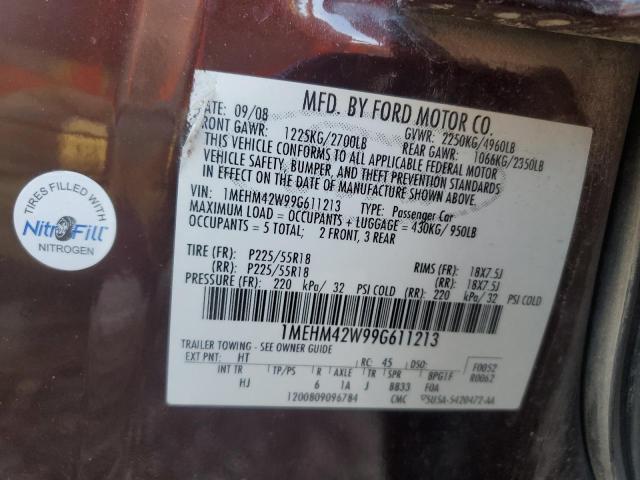 MFD. BY FORD MOTOR CO.
DATE: 09/08 GVWR: 2250KG/4960LB
FRONT GAWR: 1225KG/2700LB REAR GAWR: 1066KG/2350LB
THIS VEHICLE CONFORMS TO ALL APPLICABLE FEDERAL MOTOR
VEHICLE SAFETY, BUMPER, AND THEFT PREVENTION STANDARDS
IN EFFECT ON THE DATE OF MANUFACTURE SHOWN ABOVE.
VIN: 1MEHM42W99G611213 TYPE: Passenger Car
MAXIMUM LOAD = OCCUPANTS + LUGGAGE = 430KG/ 950LB
OCCUPANTS = 5 TOTAL; 2 FRONT, 3 REAR
TIRE (FR): P225/55R18 RIMS (FR): 18X7.5J
(RR): P225/55R18 (RR): 18X7.5J
PRESSURE (FR): 220 kPa/ 32 PSI COLD (RR): 220 kPa/ 32 PSI COLD
1MEHM42W99G611213
TRAILER TOWING - SEE OWNER GUIDE
EXT PNT: HT RC: 45 DSO: F0052
INT TR TP/PS R AXLE TR SPR R0062
HJ 6 1A J BB33 F0A
1200809096784 CMC 5U5A-5420472-AA
TIRES FILLED WITH
NitroFill
NITROGEN